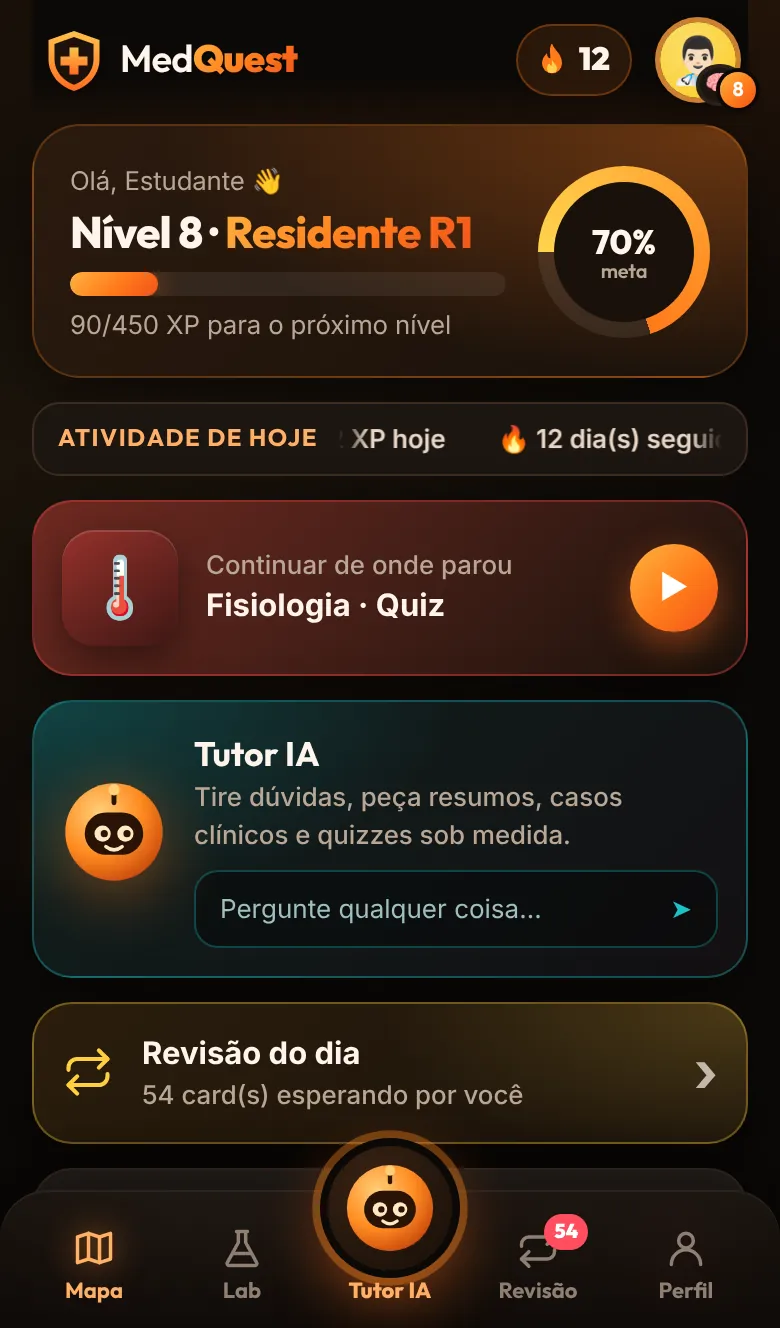 MedQuest
12
8
Olá, Estudante 👋
Nível 8 · Residente R1
90/450 XP para o próximo nível
70%
meta
ATIVIDADE DE HOJE
XP hoje
🔥 12 dia(s)
Continuar de onde parou
Fisiologia · Quiz
Tutor IA
Tire dúvidas, peça resumos, casos
clínicos e quizzes sob medida.
Pergunte qualquer coisa...
Revisão do dia
54 card(s) esperando por você
54
Mapa
Lab
Tutor IA
Revisão
Perfil